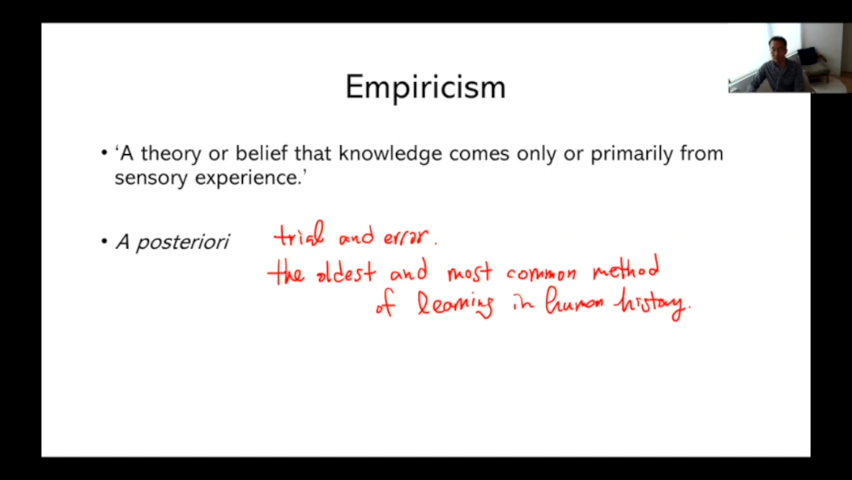 Empiricism
• ‘A theory or belief that knowledge comes only or primarily from
sensory experience.’
• A posteriori trial and error.
the oldest and most common method
of learning in human history.